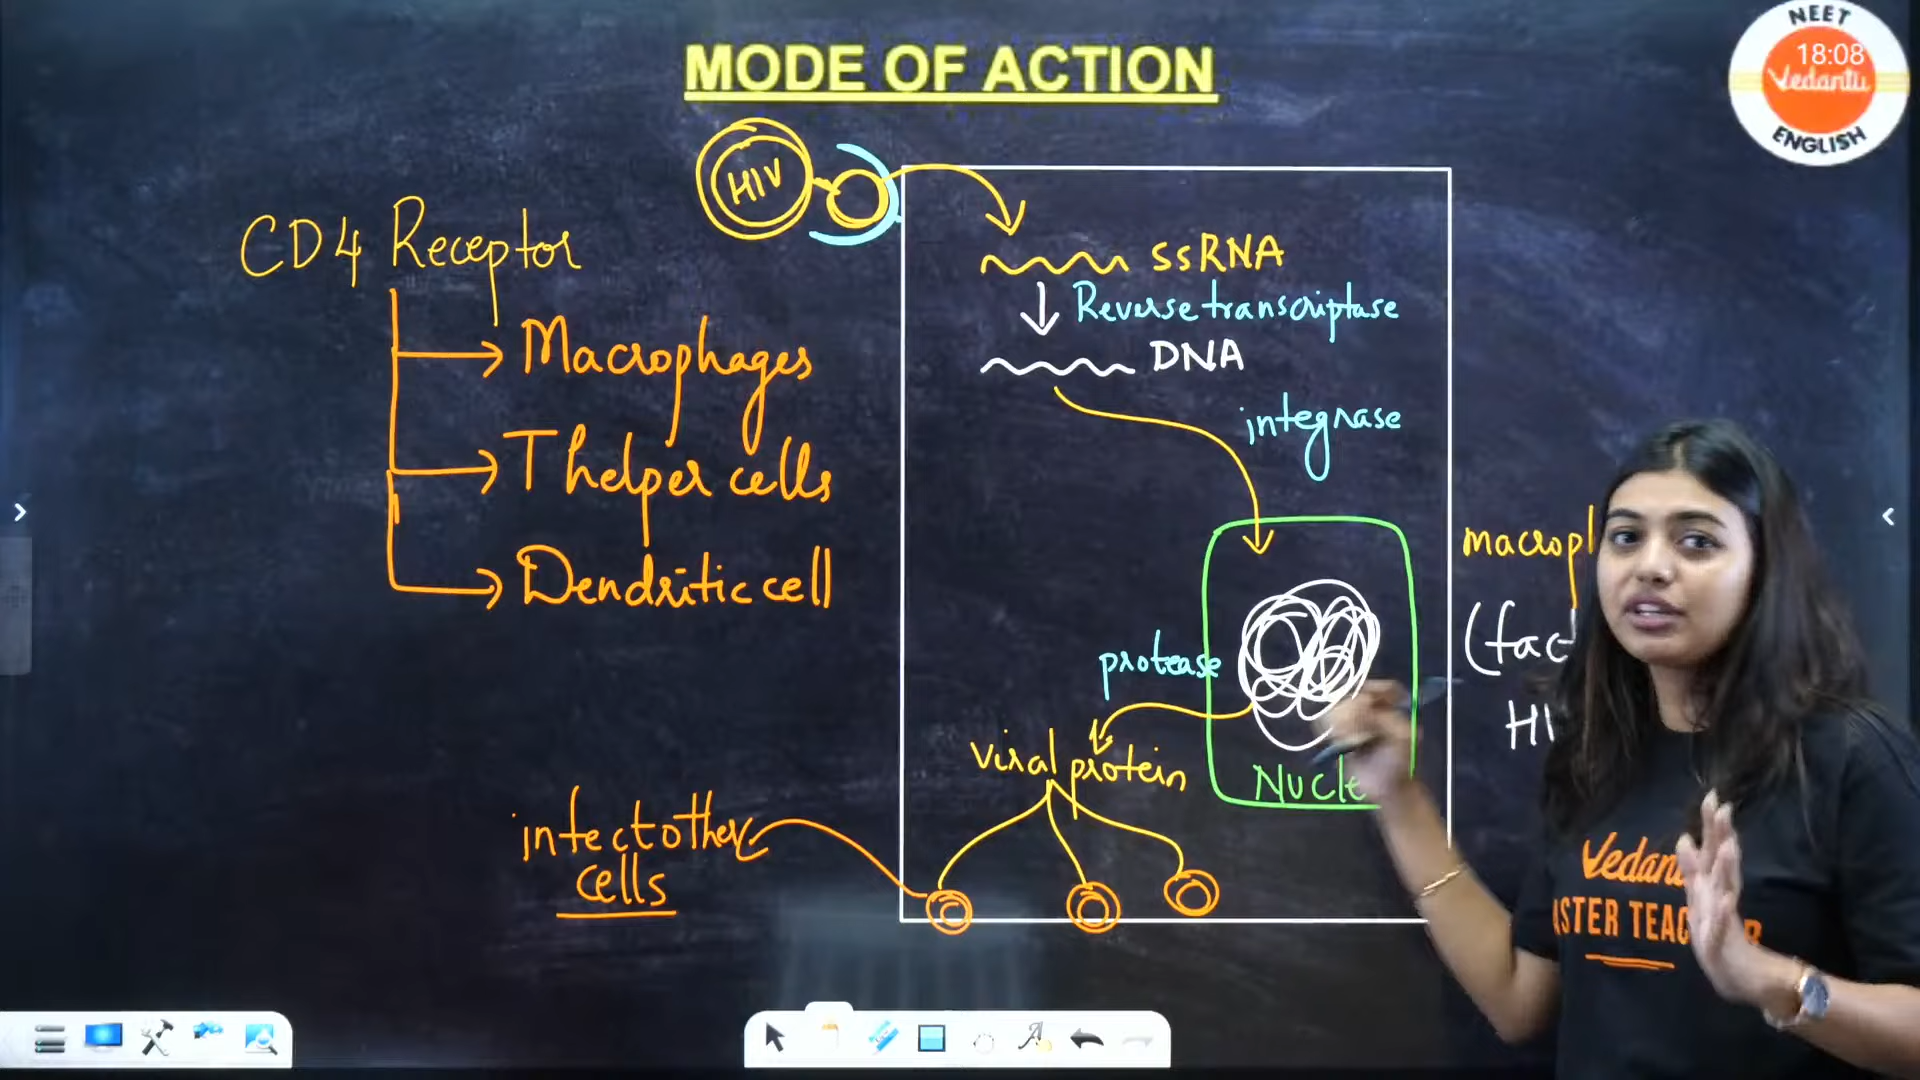 MODE OF ACTION
NEET
18:08
Vedantu
ENGLISH
HIV
CD4 Receptor
Macrophages
T helper cells
Dendritic cell
ssRNA
Reverse transcriptase
DNA
integrase
protease
viral protein
infect other
cells